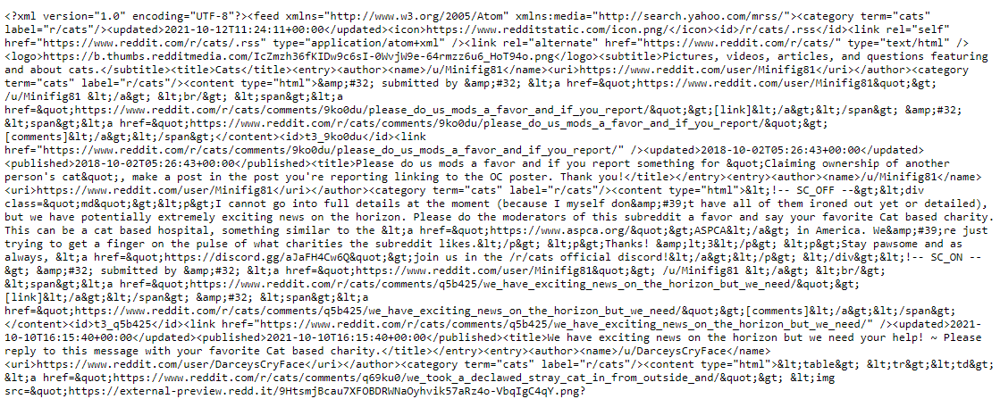 <?xml version="1.0" encoding="UTF-8"?><feed xmlns="http://www.w3.org/2005/Atom" xmlns:media="http://search.yahoo.com/mrss/"><category term="cats"
label="r/cats"/><updated>2021-10-12T11:24:11+00:00</updated><icon>https://www.redditstatic.com/icon.png/</icon><id>/r/cats/.rss</id><link rel="self"
href="https://www.reddit.com/r/cats/.rss" type="application/atom+xml" /><link rel="alternate" href="https://www.reddit.com/r/cats/" type="text/html" />
<logo>https://b.thumbs.redditmedia.com/IcZmzh36fKIDw9c6sI-0WvjW9e-64rmzz6u6_HoT94o.png</logo><subtitle>Pictures, videos, articles, and questions featuring
and about cats.</subtitle><title>Cats</title><entry><author><name>/u/Minifig81</name><uri>https://www.reddit.com/user/Minifig81</uri></author><category
term="cats" label="r/cats"/><content type="html">&amp;#32; submitted by &amp;#32; &lt;a href=&quot;https://www.reddit.com/user/Minifig81&quot;&gt;
/u/Minifig81 &lt;/a&gt; &lt;br/&gt; &lt;span&gt;&lt;a
href=&quot;https://www.reddit.com/r/cats/comments/9ko0du/please_do_us_mods_a_favor_and_if_you_report/&quot;&gt;[link]&lt;/a&gt;&lt;/span&gt; &amp;#32;
&lt;span&gt;&lt;a href=&quot;https://www.reddit.com/r/cats/comments/9ko0du/please_do_us_mods_a_favor_and_if_you_report/&quot;&gt;
[comments]&lt;/a&gt;&lt;/span&gt;</content><id>t3_9ko0du</id><link
href="https://www.reddit.com/r/cats/comments/9ko0du/please_do_us_mods_a_favor_and_if_you_report/" /><updated>2018-10-02T05:26:43+00:00</updated>
<published>2018-10-02T05:26:43+00:00</published><title>Please do us mods a favor and if you report something for &quot;Claiming ownership of another
person's cat&quot;, make a post in the post you're reporting linking to the OC poster. Thank you!</title></entry><entry><author><name>/u/Minifig81</name>
<uri>https://www.reddit.com/user/Minifig81</uri></author><category term="cats" label="r/cats"/><content type="html">&lt;!-- SC_OFF --&gt;&lt;div
class=&quot;md&quot;&gt;&lt;p&gt;I cannot go into full details at the moment (because I myself don&amp;#39;t have all of them ironed out yet or detailed),
but we have potentially extremely exciting news on the horizon. Please do the moderators of this subreddit a favor and say your favorite Cat based charity.
This can be a cat based hospital, something similar to the &lt;a href=&quot;https://www.aspca.org/&quot;&gt;ASPCA&lt;/a&gt; in America. We&amp;#39;re just
trying to get a finger on the pulse of what charities the subreddit likes.&lt;/p&gt; &lt;p&gt;Thanks! &amp;lt;3&lt;/p&gt; &lt;p&gt;Stay pawsome and as
always, &lt;a href=&quot;https://discord.gg/aJaFH4Cw6Q&quot;&gt;join us in the /r/cats official discord!&lt;/a&gt;&lt;/p&gt; &lt;/div&gt;&lt;!-- SC_ON --
&gt; &amp;#32; submitted by &amp;#32; &lt;a href=&quot;https://www.reddit.com/user/Minifig81&quot;&gt; /u/Minifig81 &lt;/a&gt; &lt;br/&gt;
&lt;span&gt;&lt;a href=&quot;https://www.reddit.com/r/cats/comments/q5b425/we_have_exciting_news_on_the_horizon_but_we_need/&quot;&gt;
[link]&lt;/a&gt;&lt;/span&gt; &amp;#32; &lt;span&gt;&lt;a
href=&quot;https://www.reddit.com/r/cats/comments/q5b425/we_have_exciting_news_on_the_horizon_but_we_need/&quot;&gt;[comments]&lt;/a&gt;&lt;/span&gt;
</content><id>t3_q5b425</id><link href="https://www.reddit.com/r/cats/comments/q5b425/we_have_exciting_news_on_the_horizon_but_we_need/" /><updated>2021-
10-10T16:15:40+00:00</updated><published>2021-10-10T16:15:40+00:00</published><title>We have exciting news on the horizon but we need your help! ~ Please
reply to this message with your favorite Cat based charity.</title></entry><entry><author><name>/u/DarceysCryFace</name>
<uri>https://www.reddit.com/user/DarceysCryFace</uri></author><category term="cats" label="r/cats"/><content type="html">&lt;table&gt; &lt;tr&gt;&lt;td&gt;
&lt;a href=&quot;https://www.reddit.com/r/cats/comments/q69ku0/we_took_a_declawed_stray_cat_in_from_outside_and/&quot;&gt; &lt;img
src=&quot;https://external-preview.redd.it/9HtsmjBcau7XFOBDRWNaOyhvik57aRz4o-VbqIgC4qY.png?